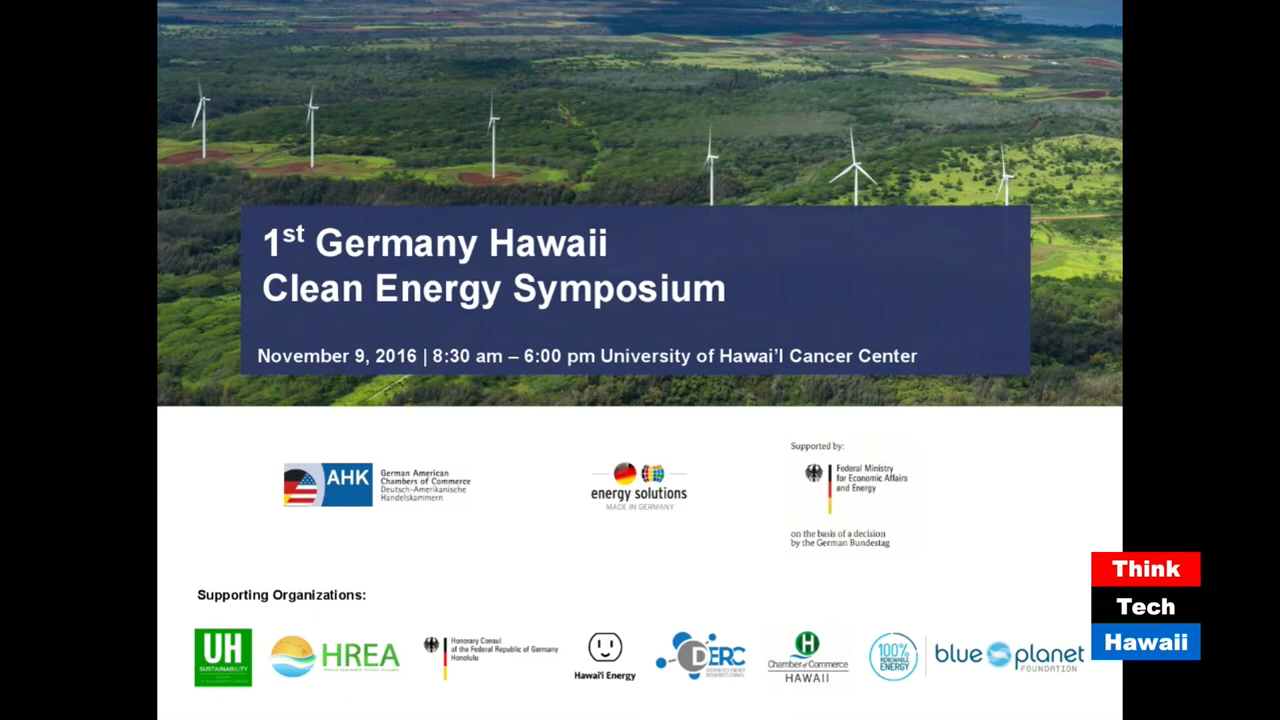 1st Germany Hawaii
Clean Energy Symposium
November 9, 2016 | 8:30 am – 6:00 pm University of Hawai'I Cancer Center
AHK
German American
Chambers of Commerce
Deutsch-Amerikanische
Handelskammern
energy solutions
MADE IN GERMANY
Supported by:
Federal Ministry
for Economic Affairs
and Energy
on the basis of a decision
by the German Bundestag
Think
Tech
Hawaii
Supporting Organizations:
UH
SUSTAINABILITY
HREA
Honorary Consul
of the Federal Republic of Germany
Honolulu
Hawai'i Energy
DERC
H
Chamber of Commerce
HAWAII
100%
RENEWABLE
ENERGY
blue planet
FOUNDATION